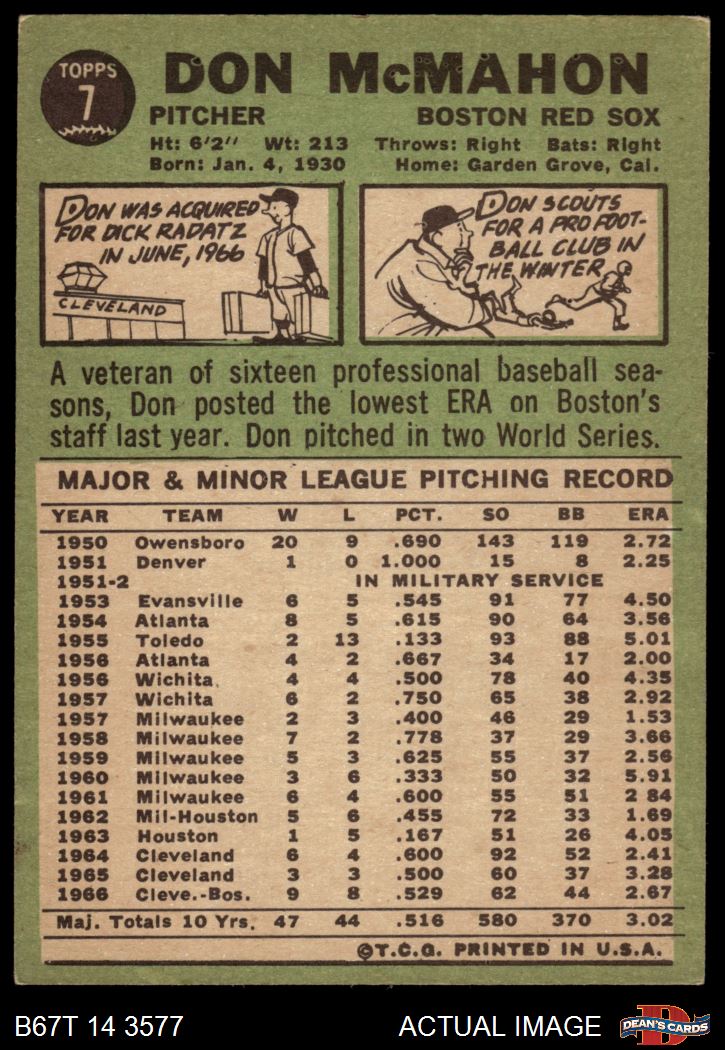 TOPPS
7
DON McMAHON
PITCHER BOSTON RED SOX
Ht: 6'2" Wt: 213 Throws: Right Bats: Right
Born: Jan. 4, 1930 Home: Garden Grove, Cal.
DON WAS ACQUIRED
FOR DICK RADATZ
IN JUNE, 1966
CLEVELAND
DON SCOUTS
FOR A PRO FOOT-
BALL CLUB IN
THE WINTER
A veteran of sixteen professional baseball sea-
sons, Don posted the lowest ERA on Boston's
staff last year. Don pitched in two World Series.
MAJOR & MINOR LEAGUE PITCHING RECORD
YEAR TEAM W L PCT. SO BB ERA
1950 Owensboro 20 9 .690 143 119 2.72
1951 Denver 1 0 1.000 15 8 2.25
1951-2 IN MILITARY SERVICE
1953 Evansville 6 5 .545 91 77 4.50
1954 Atlanta 8 5 .615 90 64 3.56
1955 Toledo 2 13 .133 93 88 5.01
1956 Atlanta 4 2 .667 34 17 2.00
1956 Wichita 4 4 .500 78 40 4.35
1957 Wichita 6 2 .750 65 38 2.92
1957 Milwaukee 2 3 .400 46 29 1.53
1958 Milwaukee 7 2 .778 37 29 3.66
1959 Milwaukee 5 3 .625 55 37 2.56
1960 Milwaukee 3 6 .333 50 32 5.91
1961 Milwaukee 6 4 .600 55 51 2 84
1962 Mil-Houston 5 6 .455 72 33 1.69
1963 Houston 1 5 .167 51 26 4.05
1964 Cleveland 6 4 .600 92 52 2.41
1965 Cleveland 3 3 .500 60 37 3.28
1966 Cleve.-Bos. 9 8 .529 62 44 2.67
Maj. Totals 10 Yrs. 47 44 .516 580 370 3.02
©T.C.G. PRINTED IN U.S.A.
B67T 14 3577 ACTUAL IMAGE
D
DEAN'S CARDS